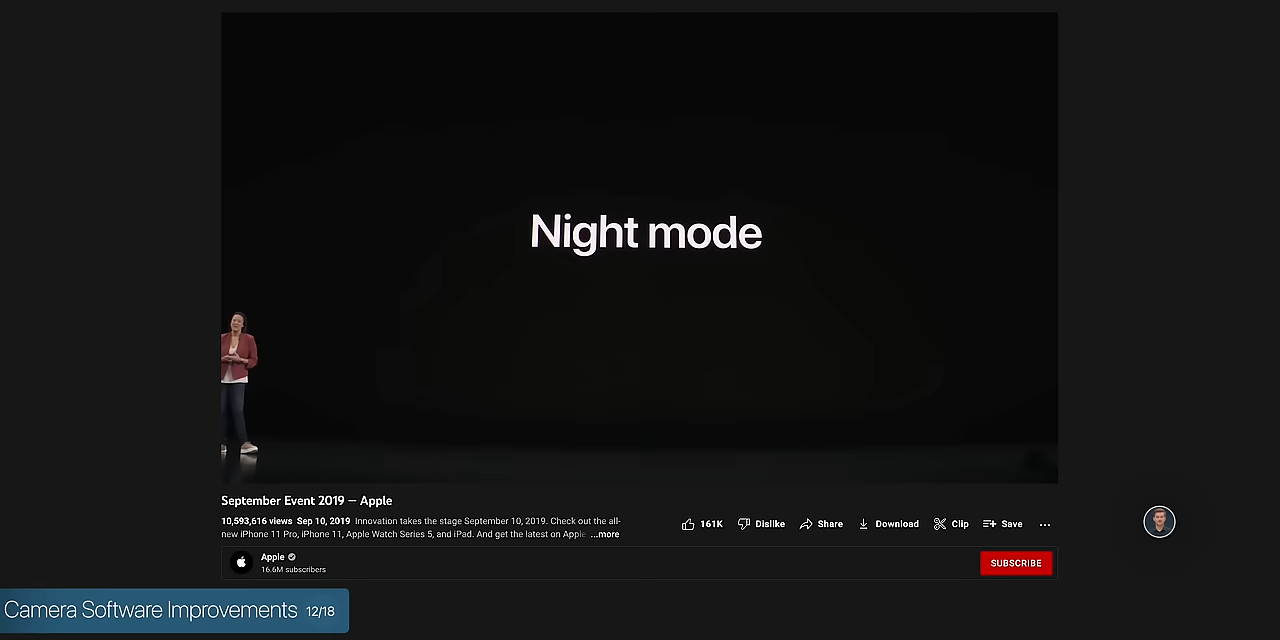 Night mode
September Event 2019 — Apple
10,593,616 views Sep 10, 2019 Innovation takes the stage September 10, 2019. Check out the all-
new iPhone 11 Pro, iPhone 11, Apple Watch Series 5, and iPad. And get the latest on Apple ...more
161K Dislike Share Download Clip Save
Apple
16.6M subscribers
SUBSCRIBE
Camera Software Improvements 12/18